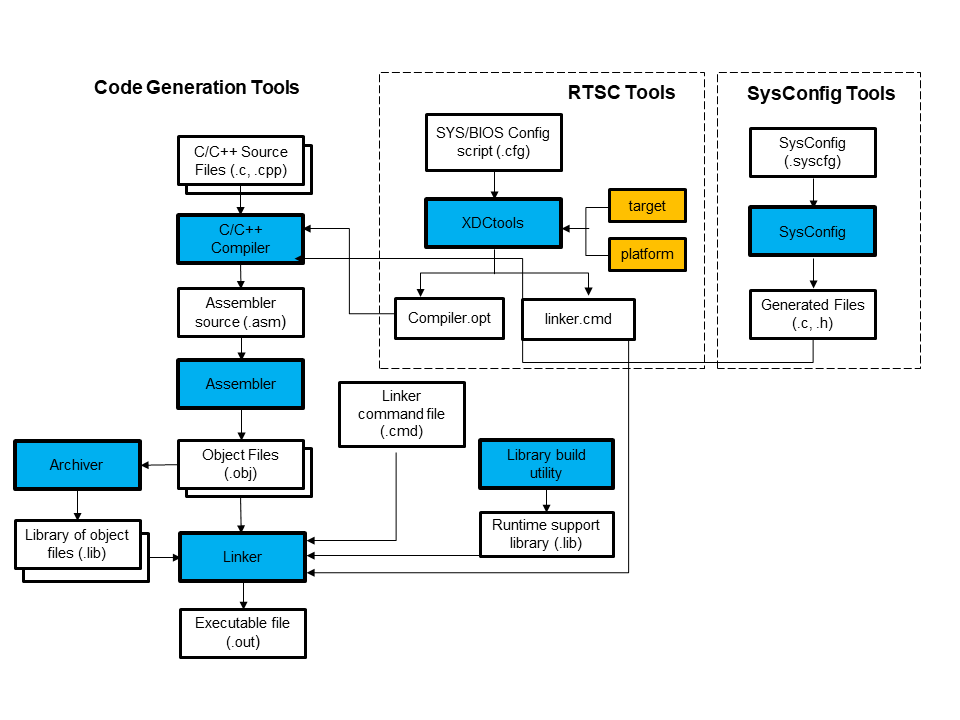 Code Generation Tools
RTSC Tools
SysConfig Tools
C/C++ Source
Files (.c, .cpp)
C/C++
Compiler
Assembler
source (.asm)
Assembler
Object Files
(.obj)
Archiver
Library of object
files (.lib)
Linker
Executable file
(.out)
SYS/BIOS Config
script (.cfg)
XDCtools
target
platform
Compiler.opt
linker.cmd
Linker
command file
(.cmd)
Library build
utility
Runtime support
library (.lib)
SysConfig
(.syscfg)
SysConfig
Generated Files
(.c, .h)